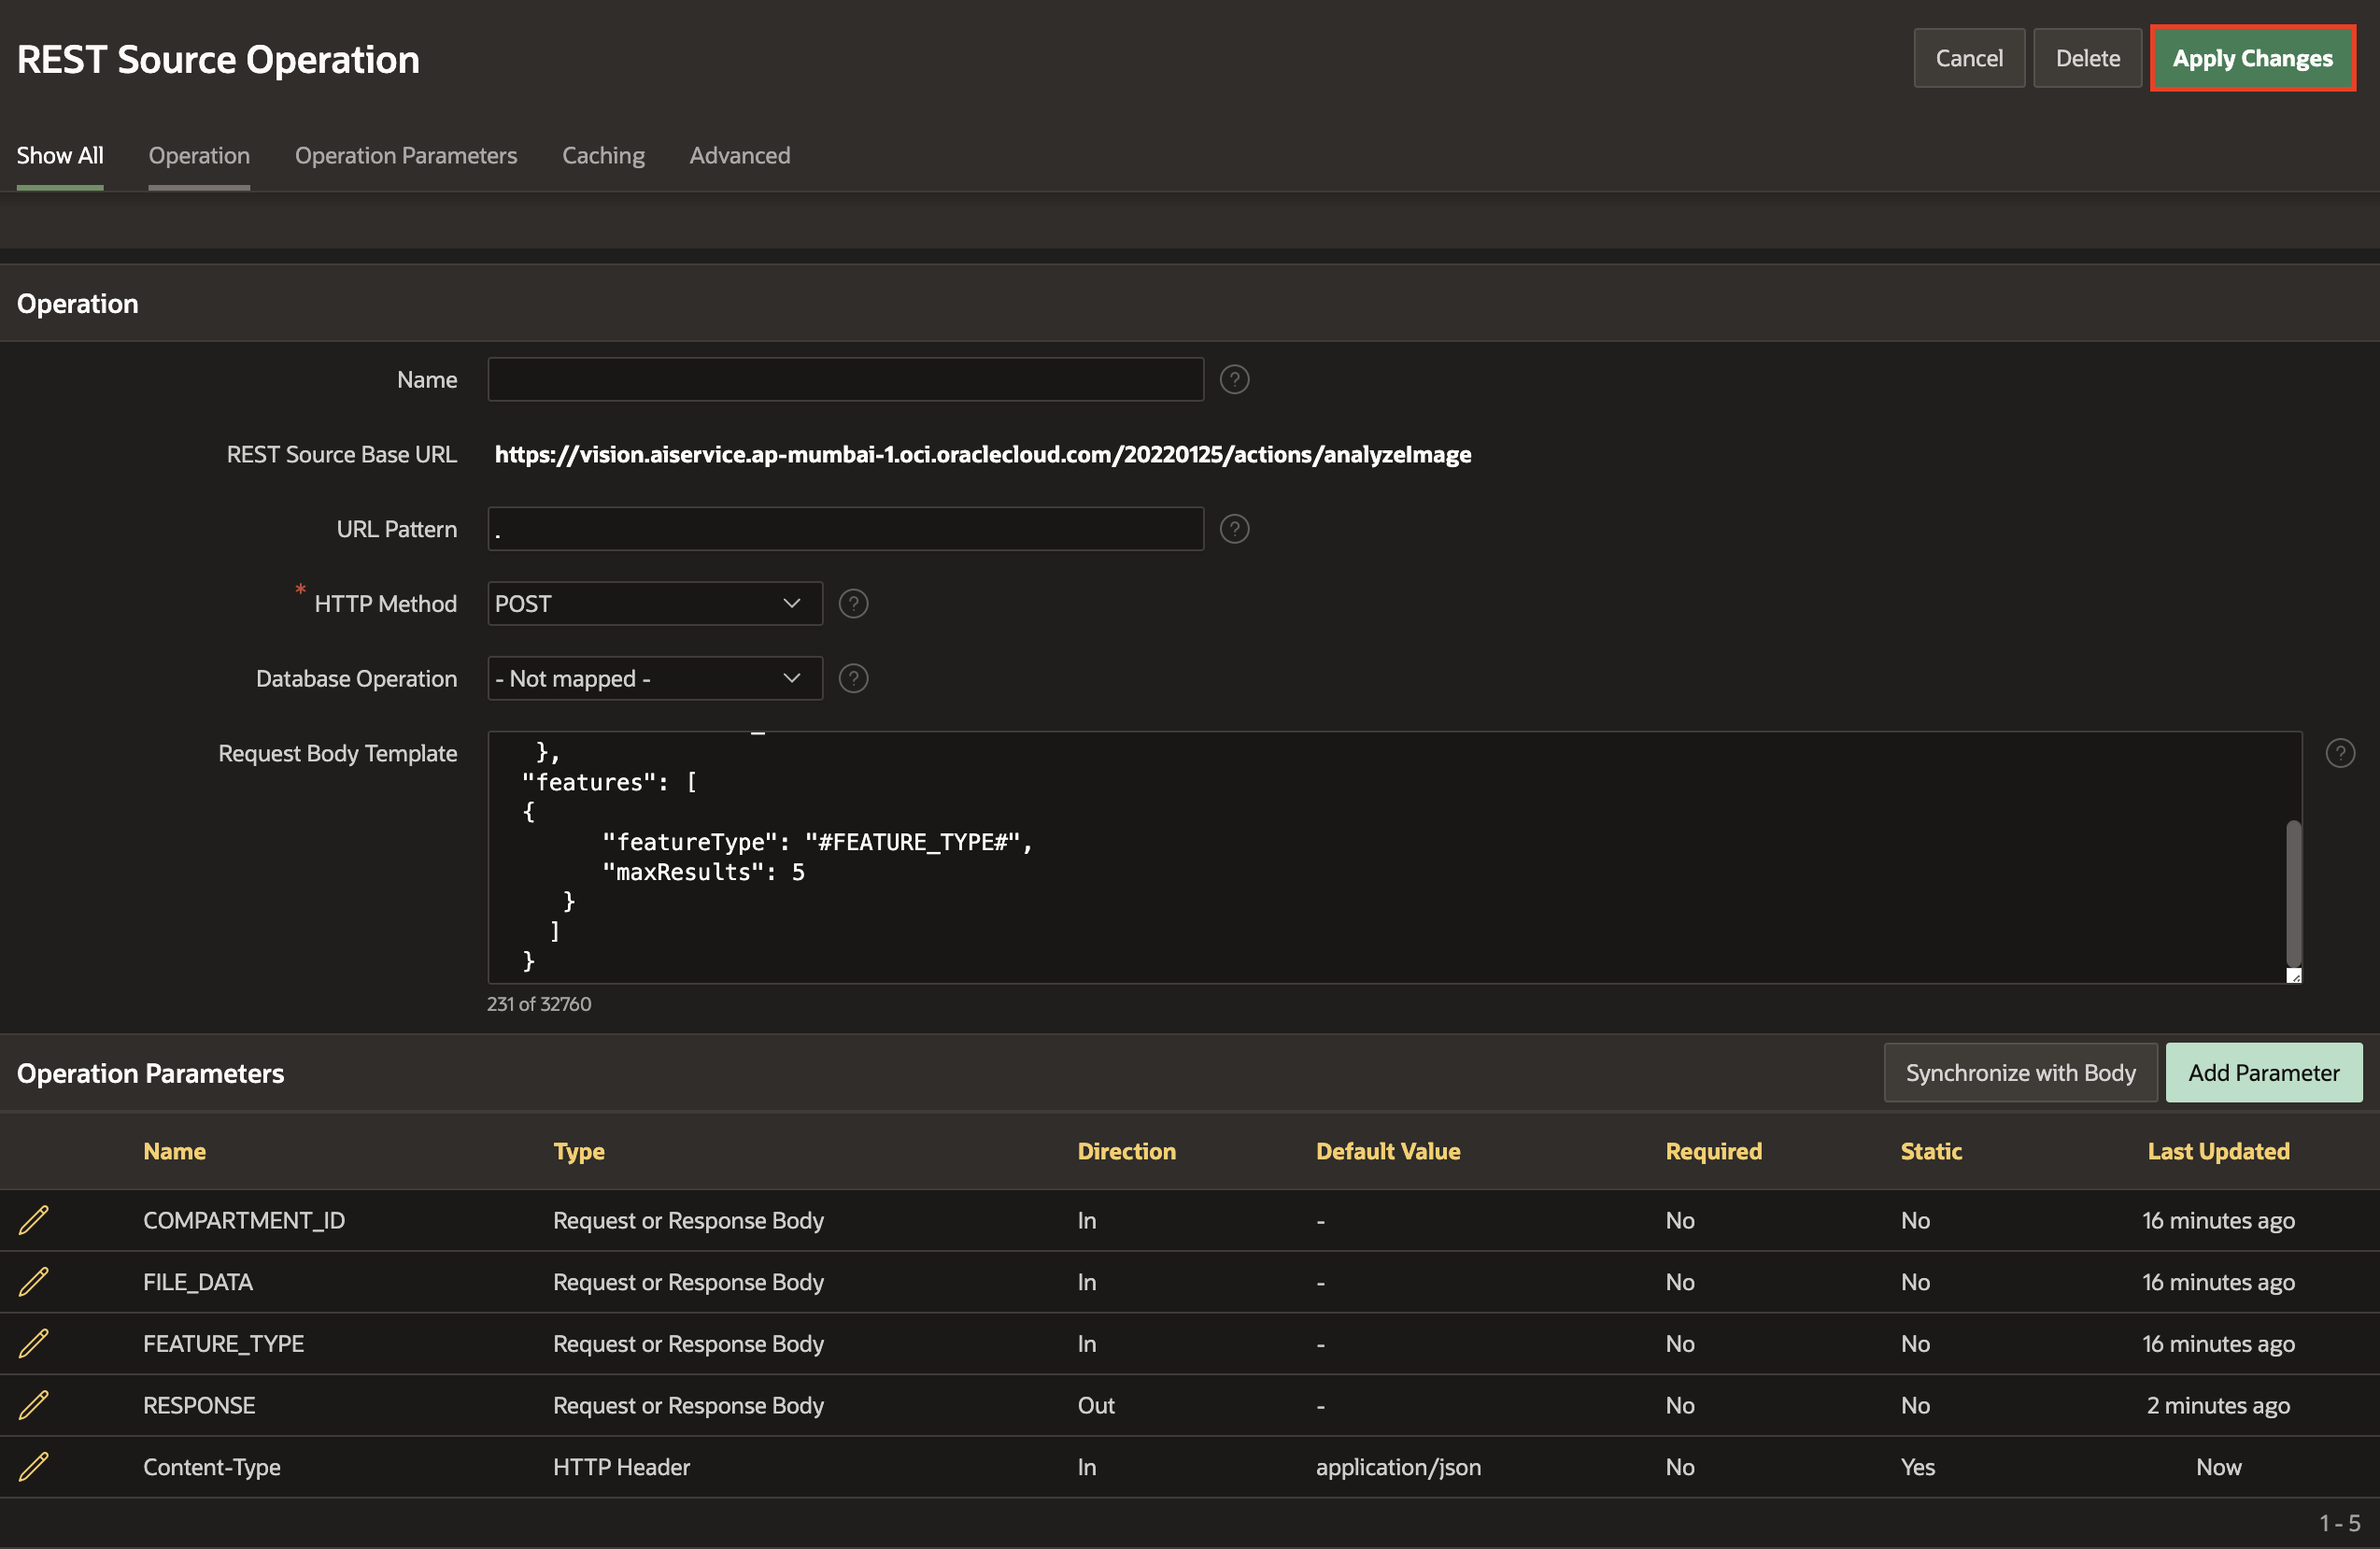 REST Source Operation
Cancel
Delete
Apply Changes
Show All
Operation
Operation Parameters
Caching
Advanced
Operation
Name
?
REST Source Base URL
https://vision.aiservice.ap-mumbai-1.oci.oraclecloud.com/20220125/actions/analyzeImage
URL Pattern
.
?
* HTTP Method
POST
?
Database Operation
- Not mapped -
?
Request Body Template
},
"features": [
{
"featureType": "#FEATURE_TYPE#",
"maxResults": 5
}
]
}
?
231 of 32760
Operation Parameters
Synchronize with Body
Add Parameter
Name Type Direction Default Value Required Static Last Updated
COMPARTMENT_ID Request or Response Body In - No No 16 minutes ago
FILE_DATA Request or Response Body In - No No 16 minutes ago
FEATURE_TYPE Request or Response Body In - No No 16 minutes ago
RESPONSE Request or Response Body Out - No No 2 minutes ago
Content-Type HTTP Header In application/json No Yes Now
1 - 5